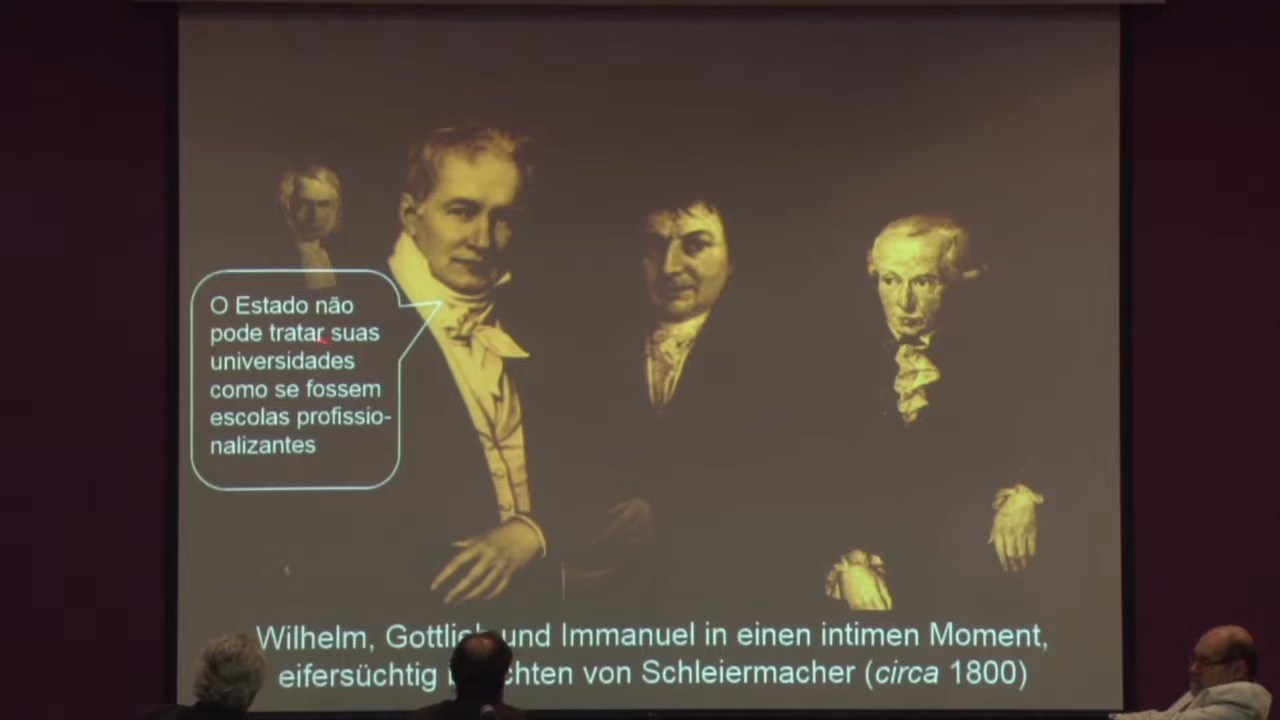 O Estado não
pode tratar suas
universidades
como se fossem
escolas profissio-
nalizantes
Wilhelm, und Immanuel in einen intimen Moment,
eifersüchtig von Schleiermacher (circa 1800)